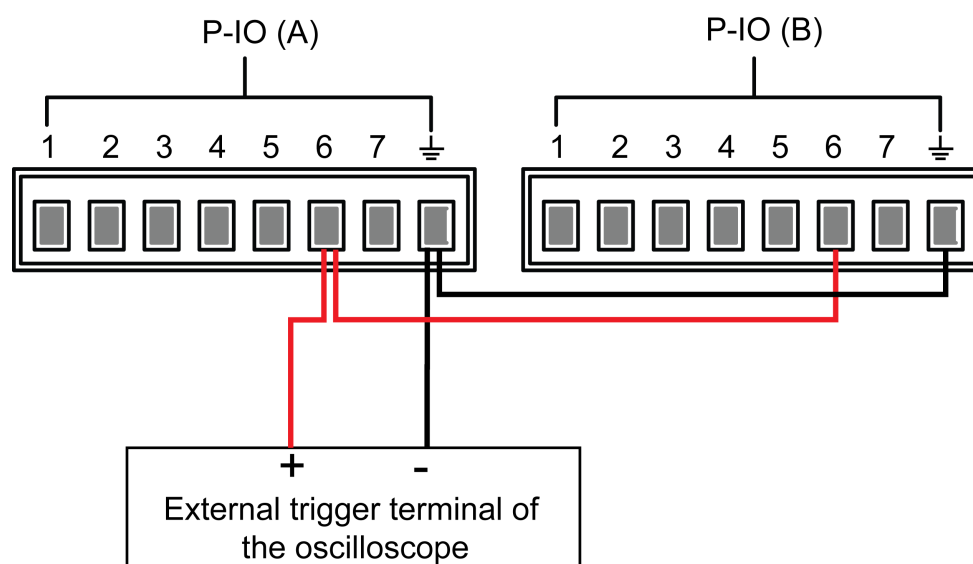 P-IO (A) P-IO (B)
1 2 3 4 5 6 7 1 2 3 4 5 6 7
+ -
External trigger terminal of
the oscilloscope